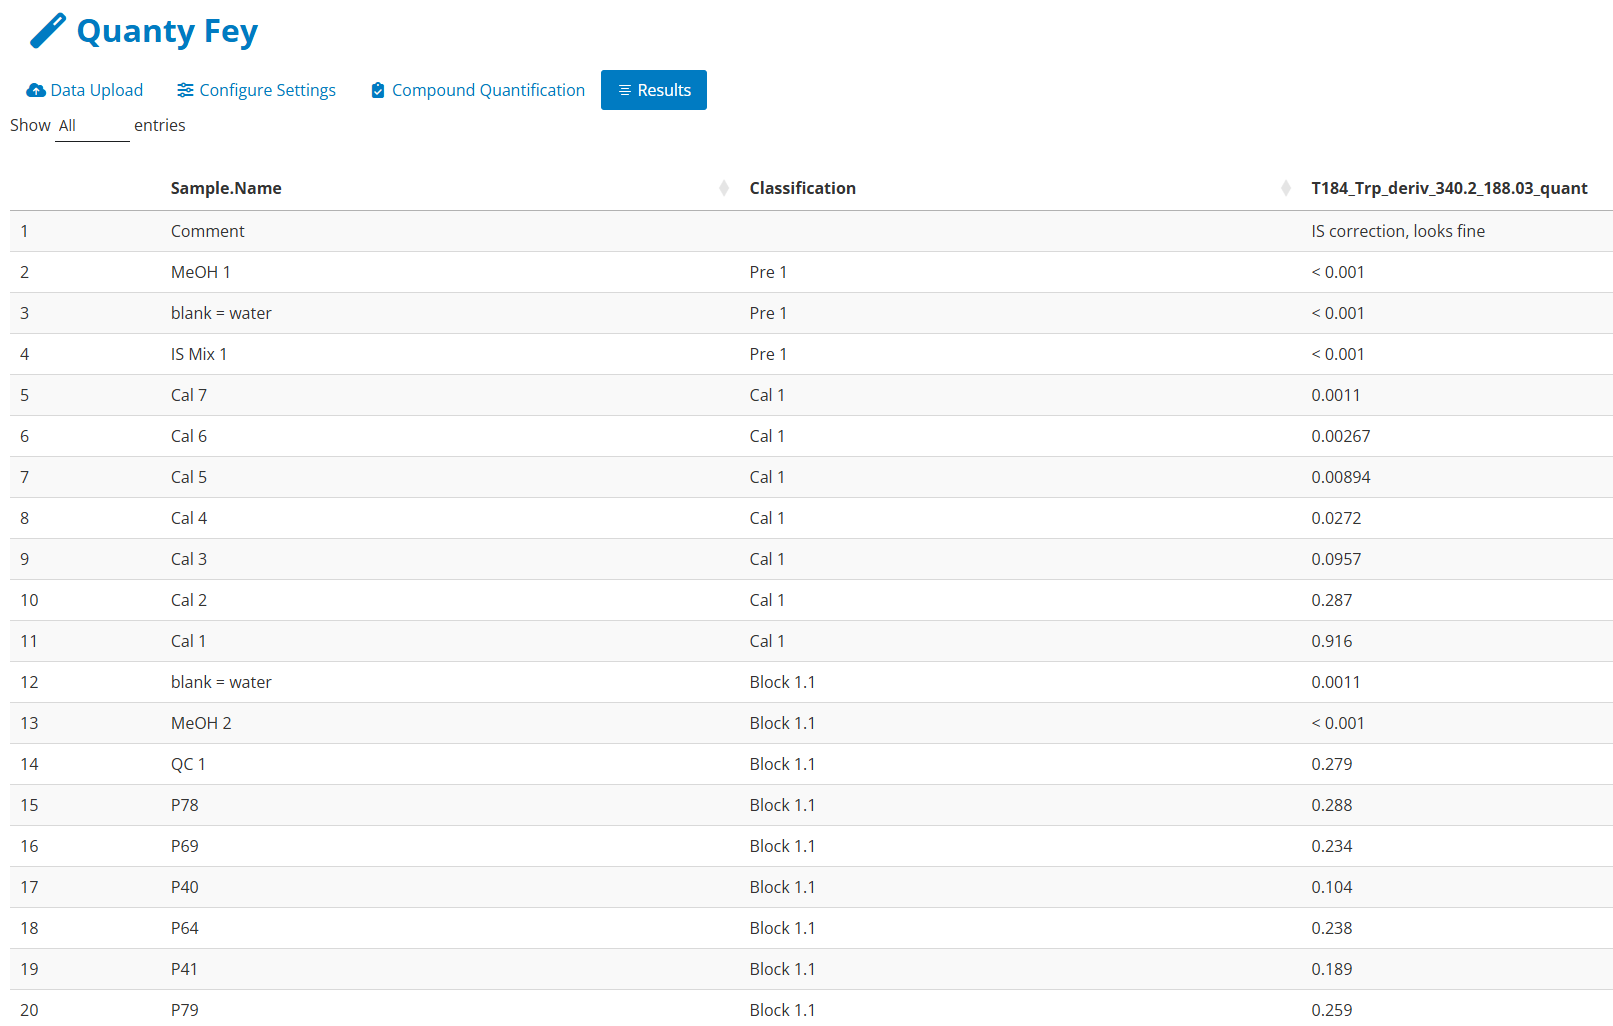 Quanty Fey
Data Upload Configure Settings Compound Quantification Results
Show All entries
Sample.Name Classification T184_Trp_deriv_340.2_188.03_quant
1 Comment IS correction, looks fine
2 MeOH 1 Pre 1 < 0.001
3 blank = water Pre 1 < 0.001
4 IS Mix 1 Pre 1 < 0.001
5 Cal 7 Cal 1 0.0011
6 Cal 6 Cal 1 0.00267
7 Cal 5 Cal 1 0.00894
8 Cal 4 Cal 1 0.0272
9 Cal 3 Cal 1 0.0957
10 Cal 2 Cal 1 0.287
11 Cal 1 Cal 1 0.916
12 blank = water Block 1.1 0.0011
13 MeOH 2 Block 1.1 < 0.001
14 QC 1 Block 1.1 0.279
15 P78 Block 1.1 0.288
16 P69 Block 1.1 0.234
17 P40 Block 1.1 0.104
18 P64 Block 1.1 0.238
19 P41 Block 1.1 0.189
20 P79 Block 1.1 0.259